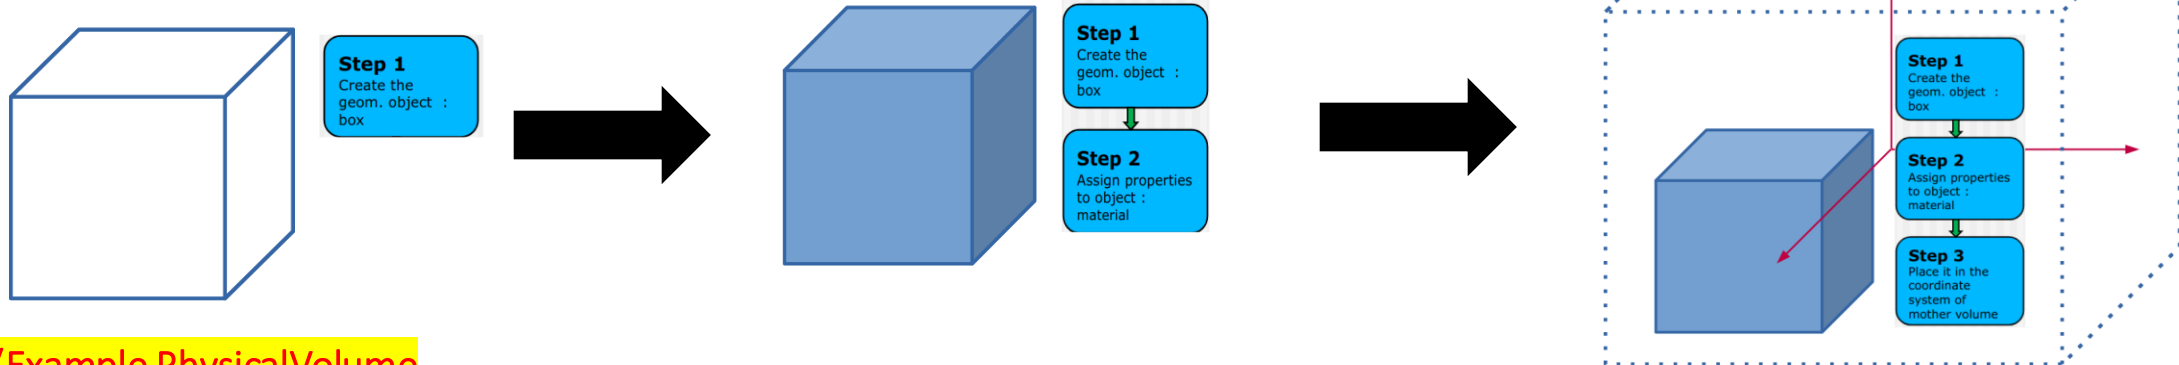 Step 1
Create the
geom. object :
box
Step 1
Create the
geom. object :
box
Step 2
Assign properties
to object :
material
Step 1
Create the
geom. object :
box
Step 2
Assign properties
to object :
material
Step 3
Place it in the
coordinate
system of
mother volume
/Example PhysicalVolume